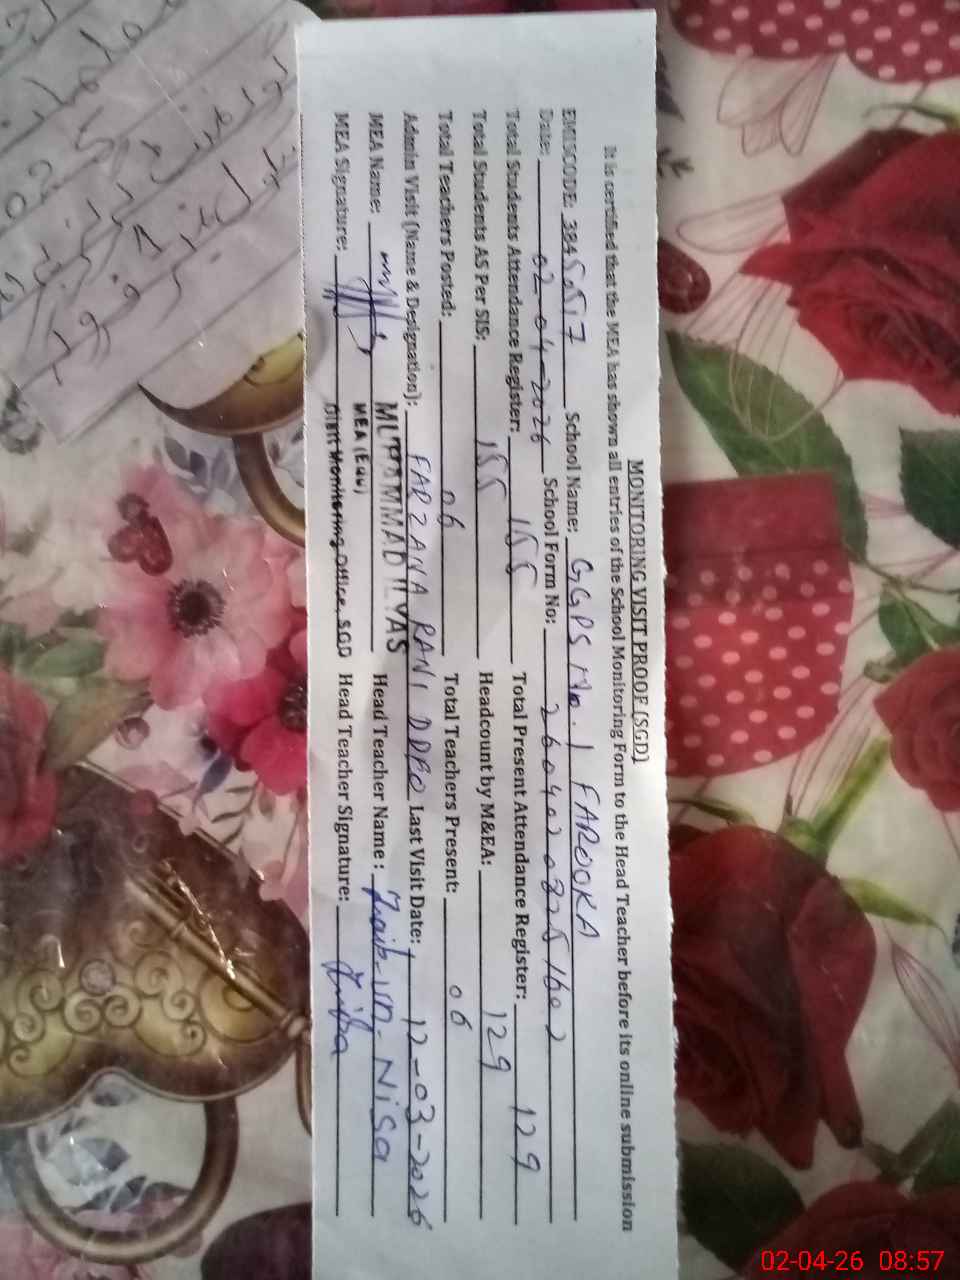 MONITORING VISIT PROOF (SGD)
It is certified that the MEA has shown all entries of the School Monitoring Form to the Head Teacher before its online submission
EMISCODE: 3845517 School Name: GGPS No. 1 FAROOKA
Date: 02-04-2026 School Form No: 26040208251602
Total Students Attendance Register: 155 Total Present Attendance Register: 129
Total Students AS Per SIS: 155 Headcount by M&EA: 129
Total Teachers Posted: 06 Total Teachers Present: 06
Admin Visit (Name & Designation): FARZANA RANI DDEO Last Visit Date: 12-03-2026
MEA Name: MUHAMMAD ILYAS Head Teacher Name: Zaib-un-Nisa
MEA (Edu)
MEA Signature: Distt Monitoring Office, SGD Head Teacher Signature:
02-04-26 08:57